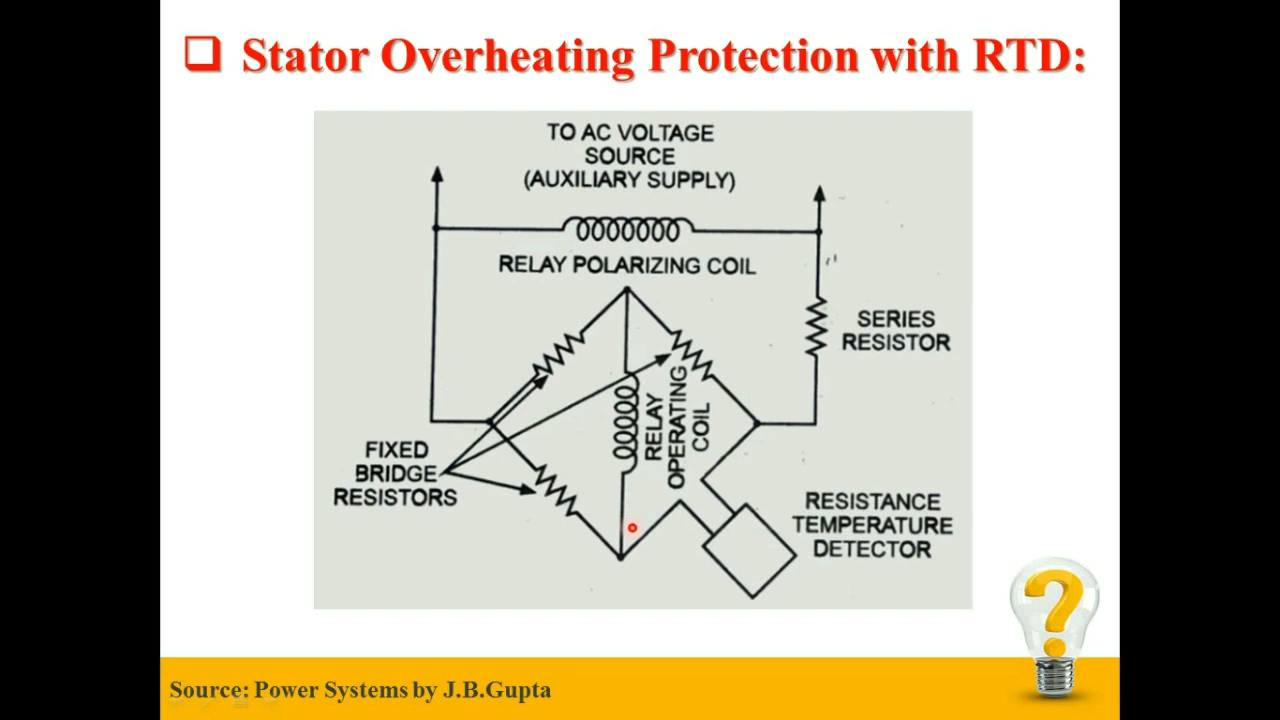 ❑ Stator Overheating Protection with RTD:
TO AC VOLTAGE
SOURCE
(AUXILIARY SUPPLY)
RELAY POLARIZING COIL
SERIES
RESISTOR
RELAY
OPERATING
COIL
FIXED
BRIDGE
RESISTORS
RESISTANCE
TEMPERATURE
DETECTOR
?
Source: Power Systems by J.B.Gupta